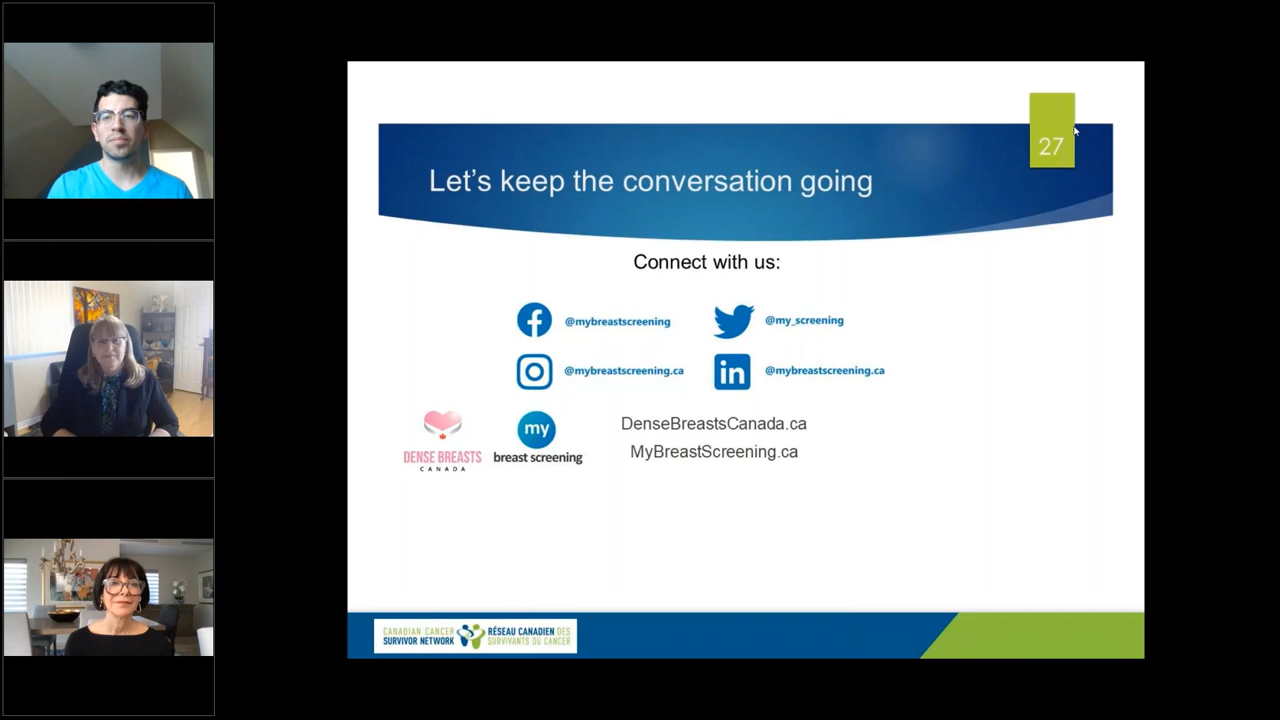 27
Let's keep the conversation going
Connect with us:
@mybreastscreening
@my_screening
@mybreastscreening.ca
in
@mybreastscreening.ca
DENSE BREASTS
CANADA
my
breast screening
DenseBreastsCanada.ca
MyBreastScreening.ca
CANADIAN CANCER
SURVIVOR NETWORK
RÉSEAU CANADIEN DES
SURVIVANTS DU CANCER